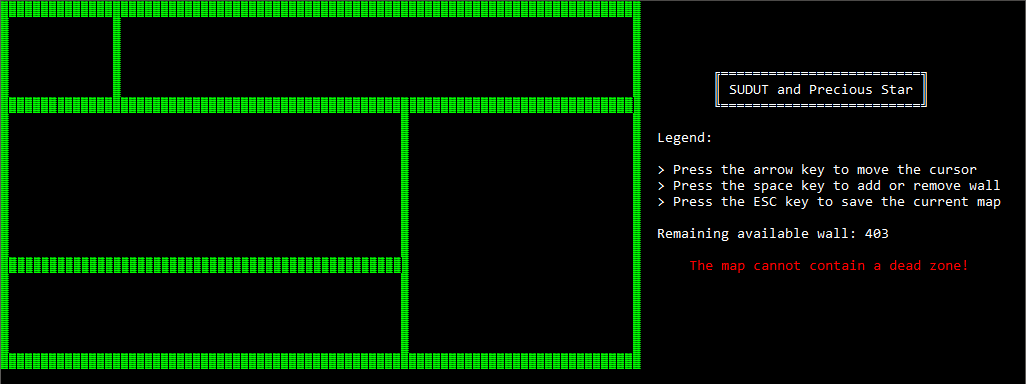 SUDUT and Precious Star
Legend:
> Press the arrow key to move the cursor
> Press the space key to add or remove wall
> Press the ESC key to save the current map
Remaining available wall: 403
The map cannot contain a dead zone!